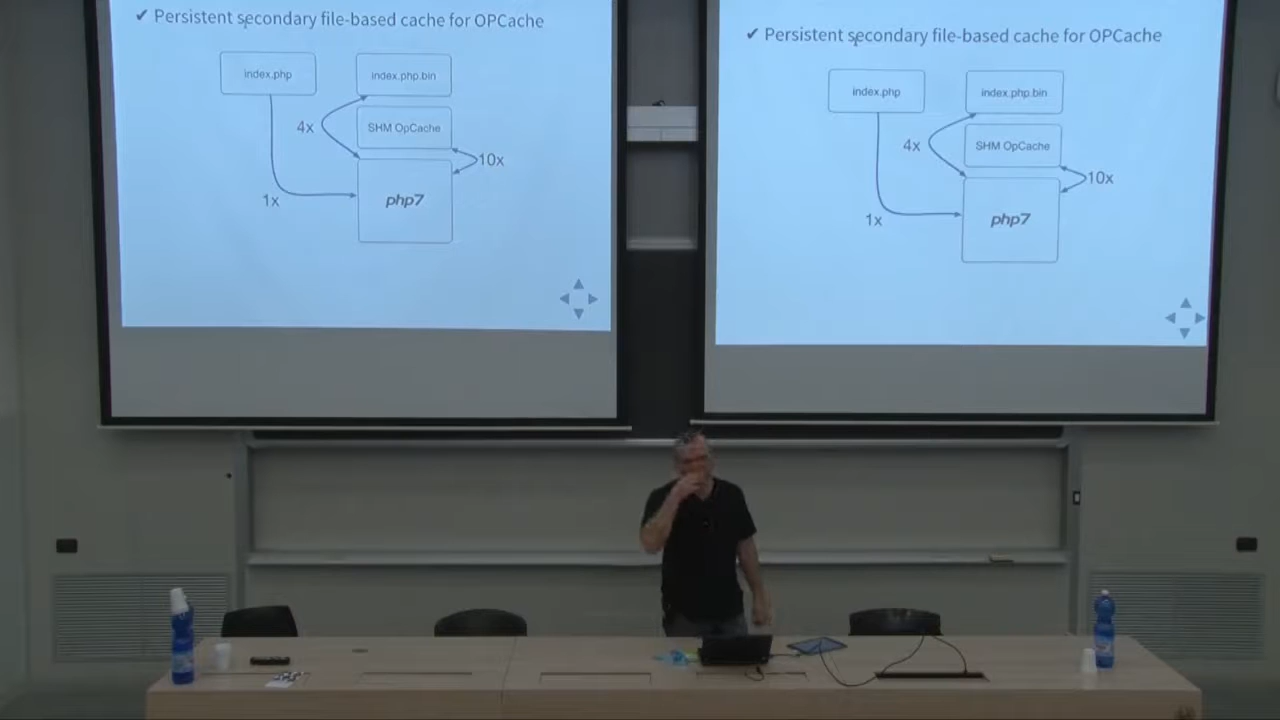 ✔ Persistent secondary file-based cache for OPCache
index.php
index.php.bin
4x
SHM OpCache
10x
1x
php7
✔ Persistent secondary file-based cache for OPCache
index.php
index.php.bin
4x
SHM OpCache
10x
1x
php7